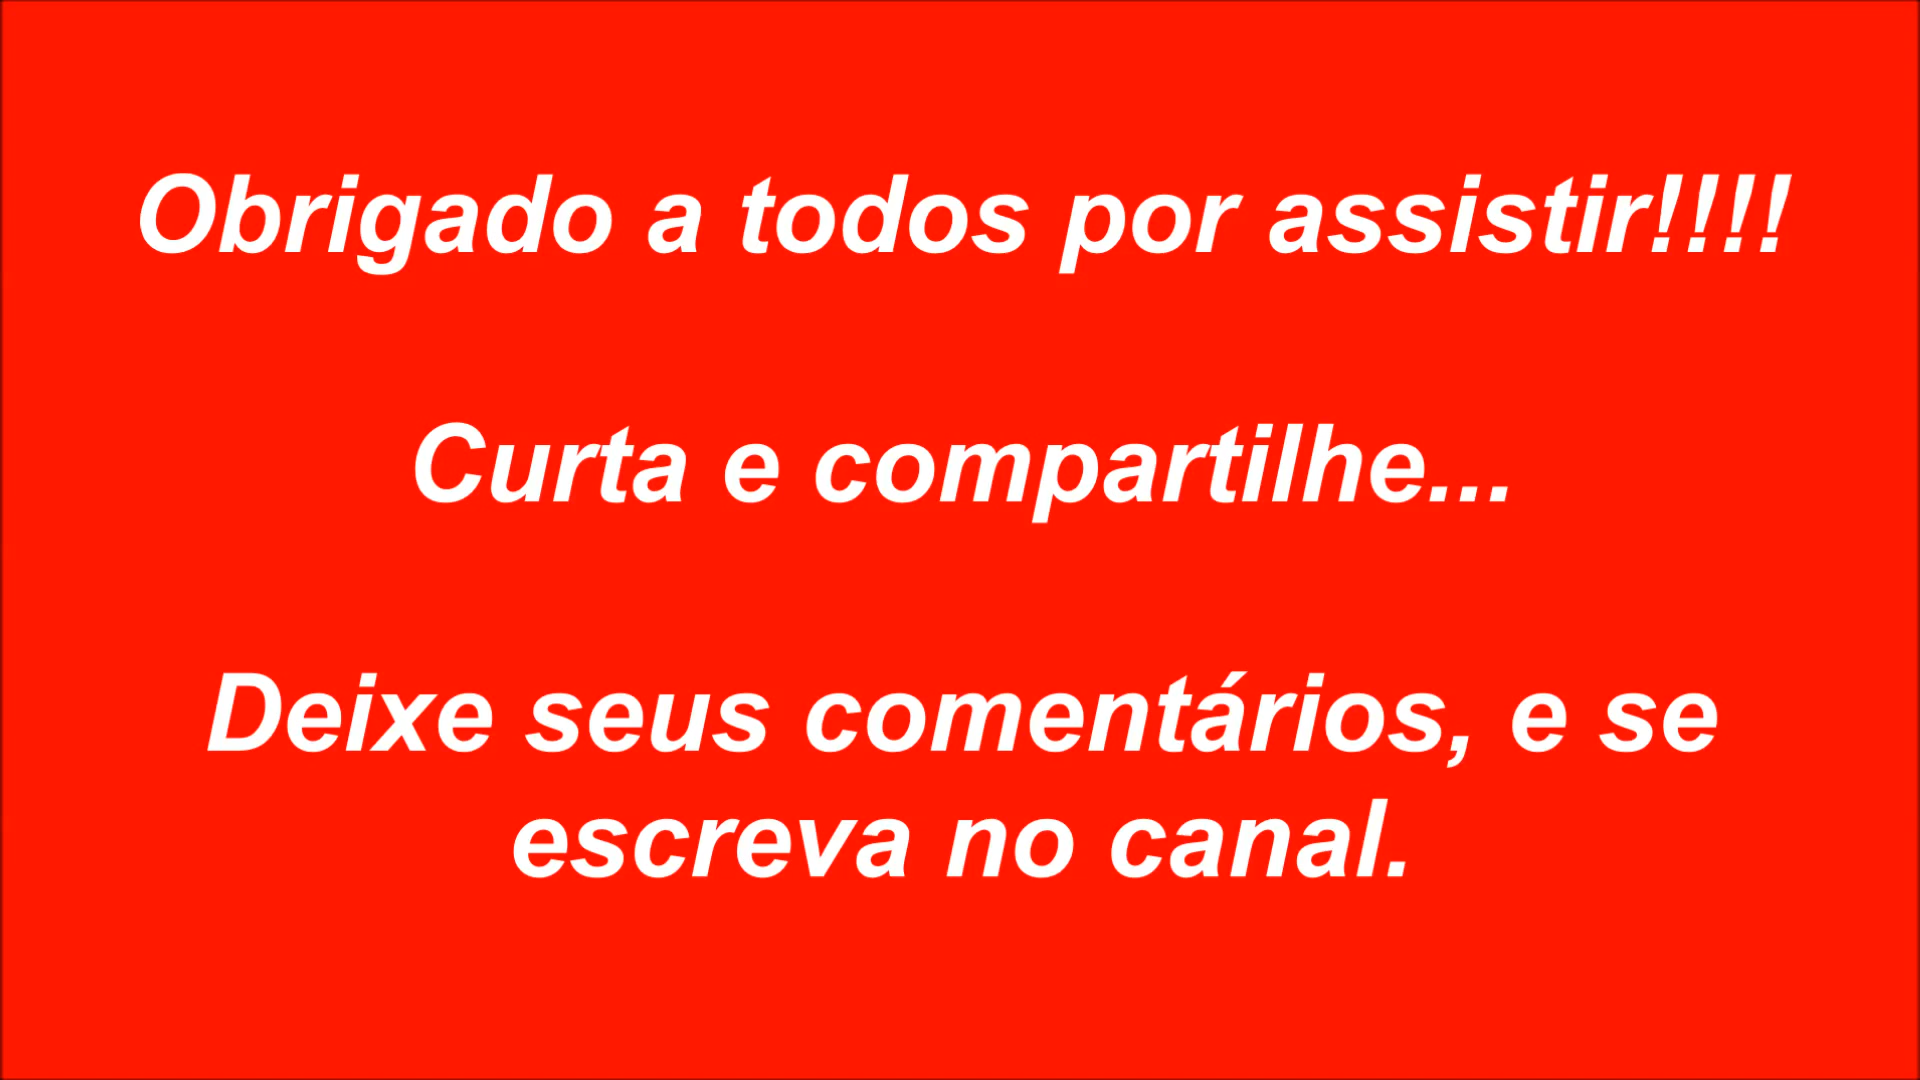 Obrigado a todos por assistir!!!!
Curta e compartilhe...
Deixe seus comentários, e se
escreva no canal.